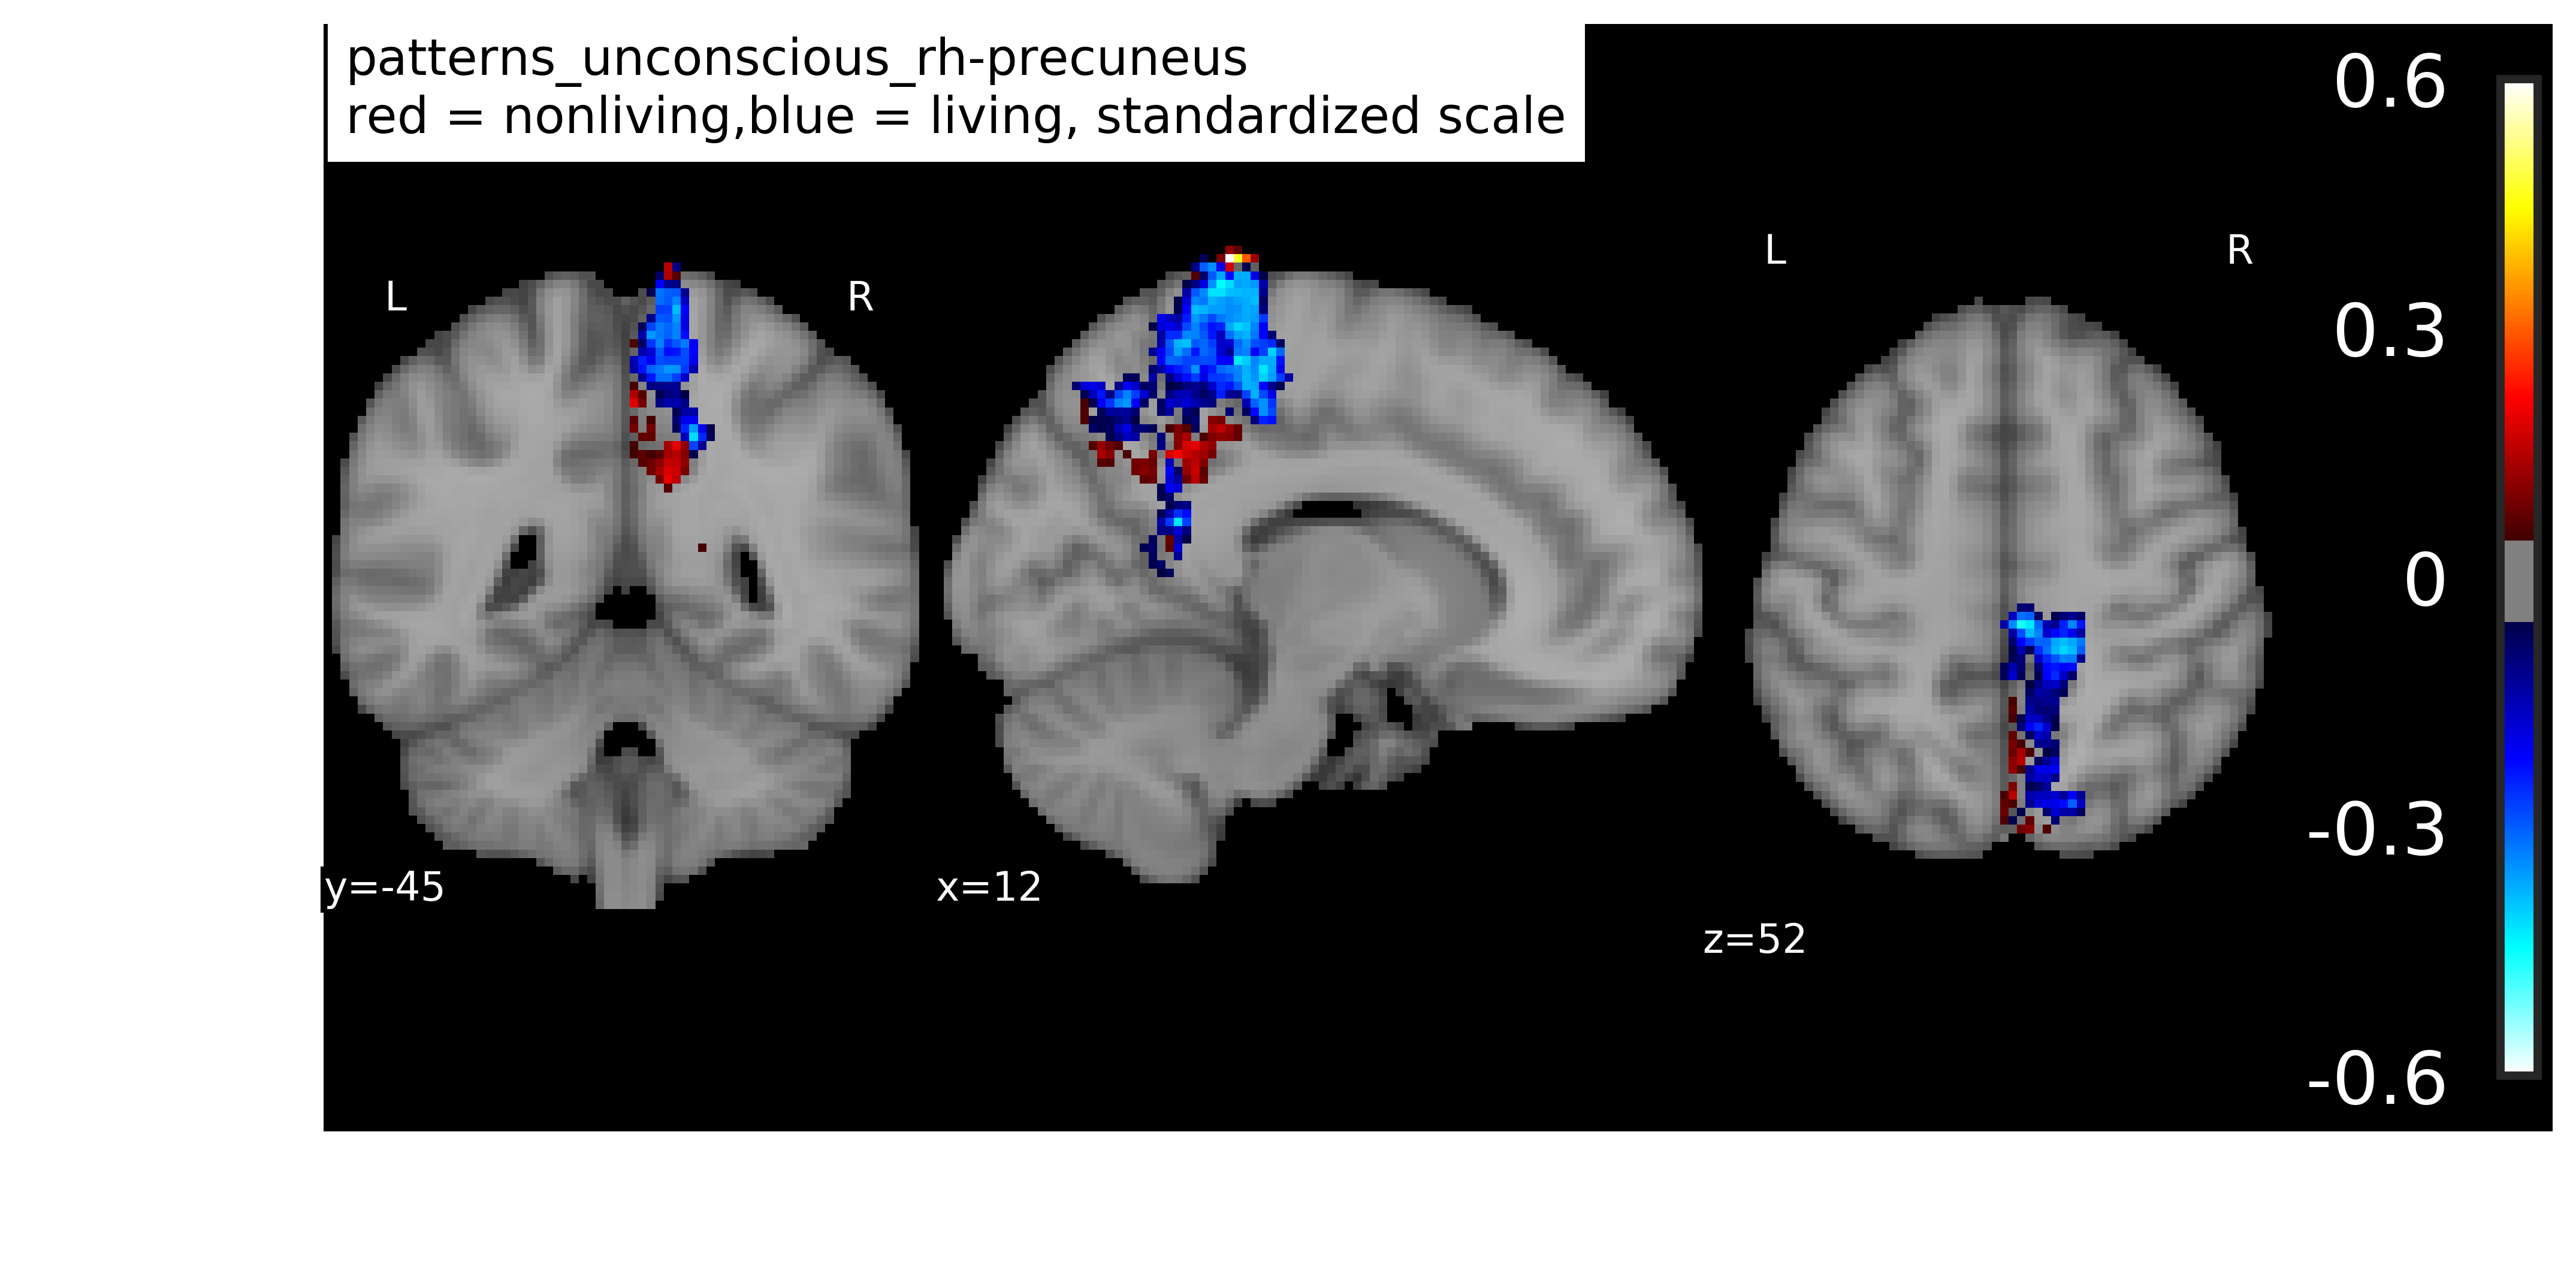 patterns_unconscious_rh-precuneus
red = nonliving,blue = living, standardized scale
L
R
y=-45
x=12
L
R
z=52
0.6
0.3
0
-0.3
-0.6